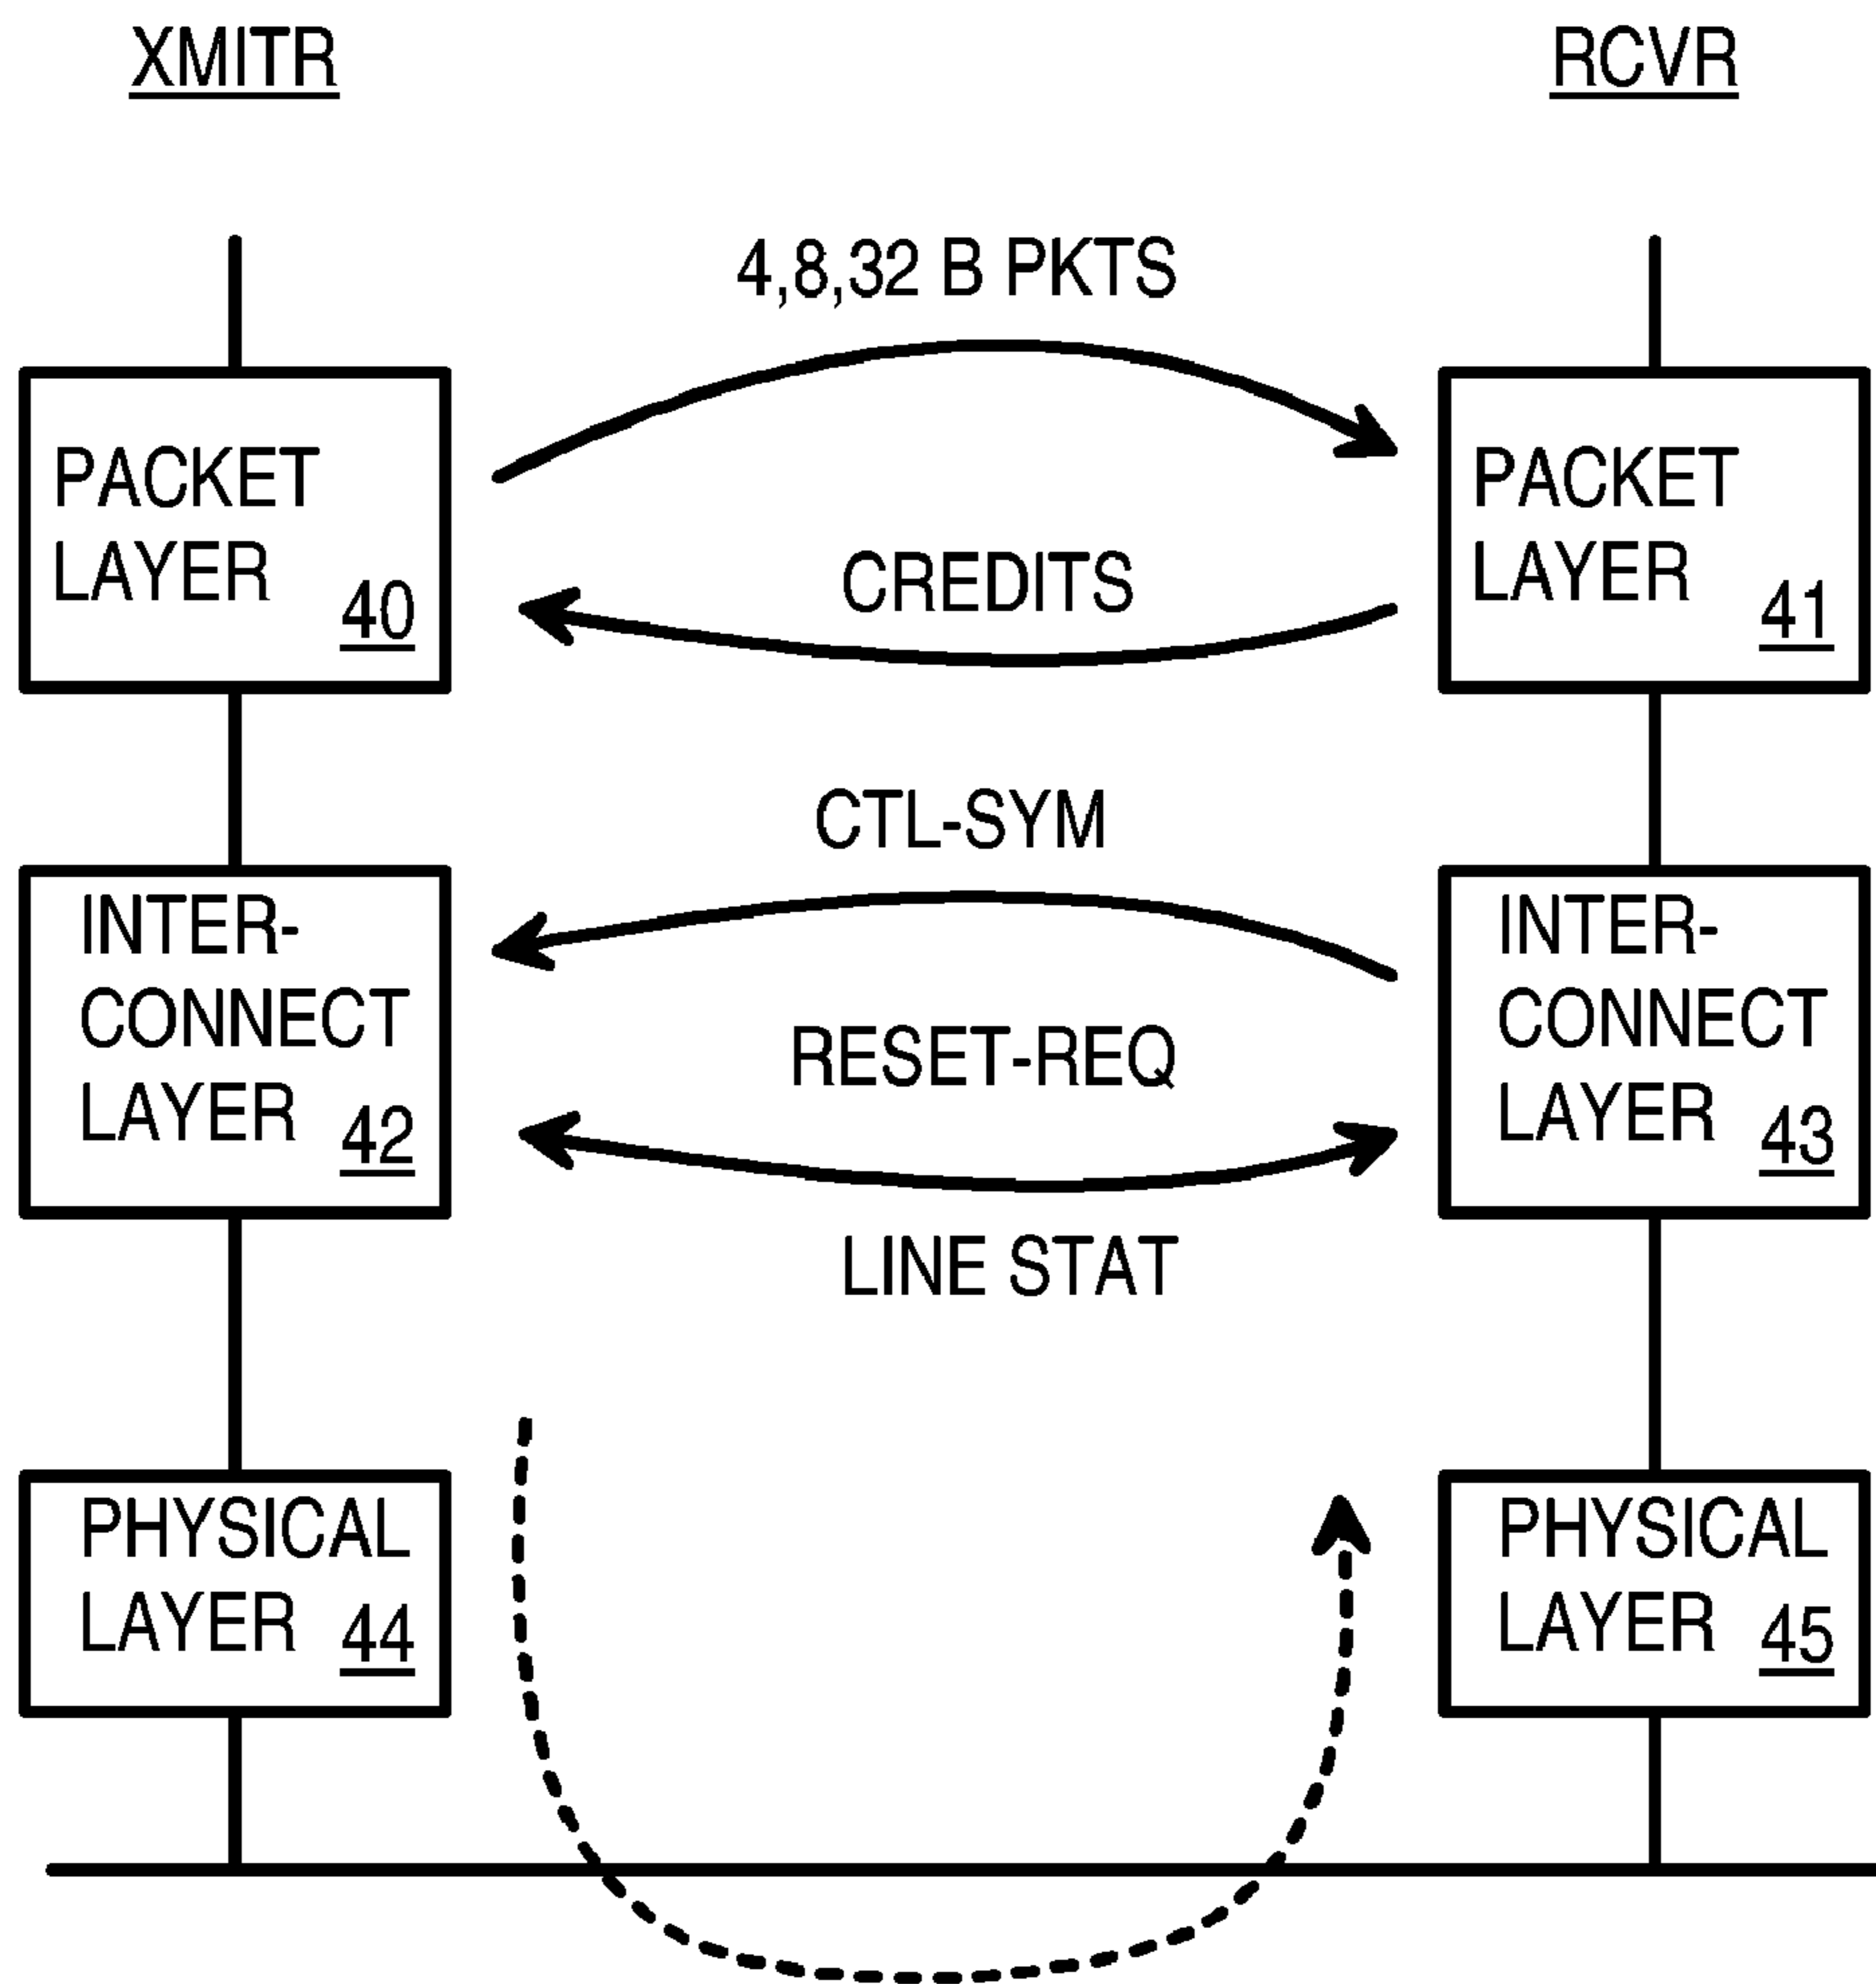 XMITR
RCVR
4,8,32 B PKTS
PACKET
LAYER
40
PACKET
LAYER
41
CREDITS
CTL-SYM
INTER-
CONNECT
LAYER
42
INTER-
CONNECT
LAYER
43
RESET-REQ
LINE STAT
PHYSICAL
LAYER
44
PHYSICAL
LAYER
45